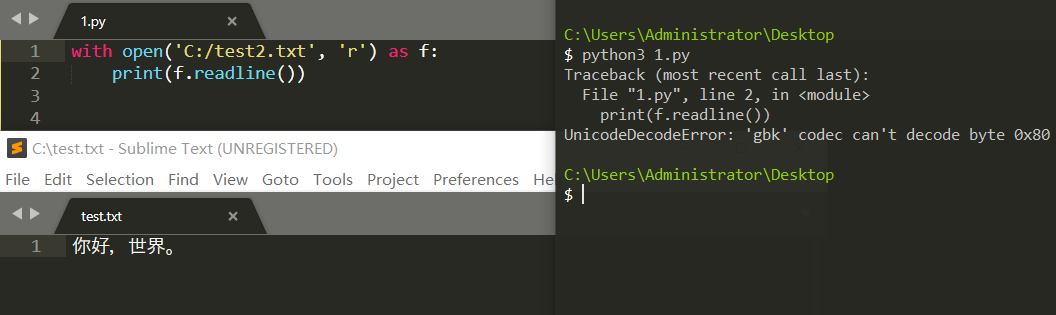 1.py
1 with open('C:/test2.txt', 'r') as f:
2 print(f.readline())
3
4
C:\test.txt - Sublime Text (UNREGISTERED)
File Edit Selection Find View Goto Tools Project Preferences Hel
test.txt
1 你好，世界。
C:\Users\Administrator\Desktop
$ python3 1.py
Traceback (most recent call last):
File "1.py", line 2, in <module>
print(f.readline())
UnicodeDecodeError: 'gbk' codec can't decode byte 0x80
C:\Users\Administrator\Desktop
$